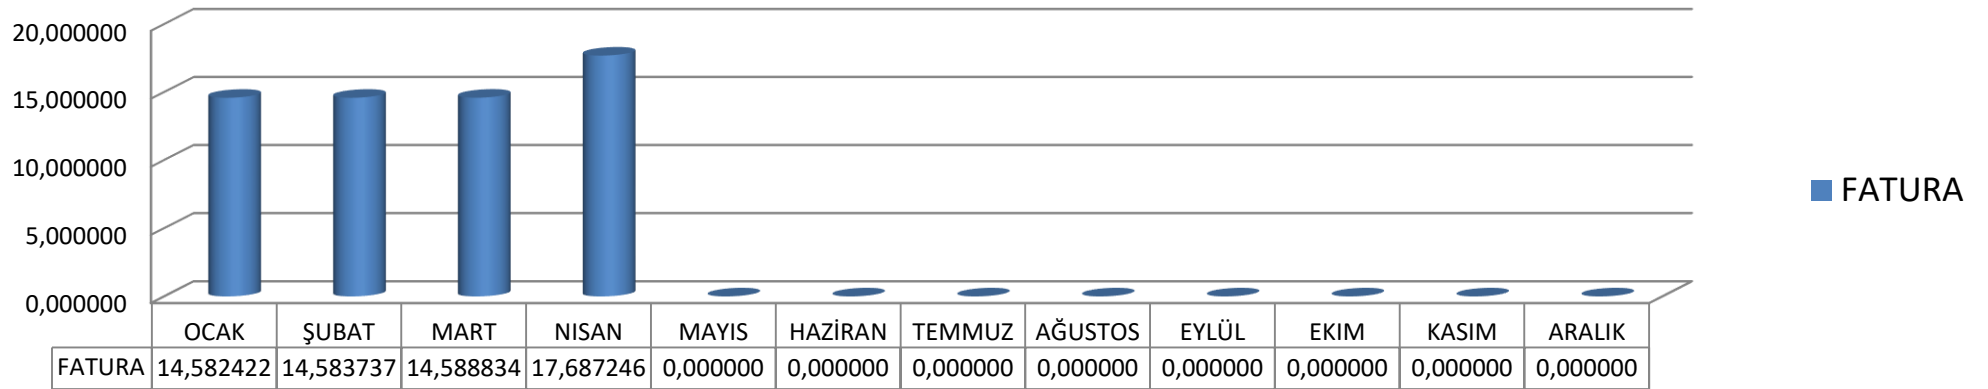 20,000000
15,000000
10,000000
5,000000
0,000000
FATURA
OCAK ŞUBAT MART NISAN MAYIS HAZİRAN TEMMUZ AĞUSTOS EYLÜL EKIM KASIM ARALIK
FATURA 14,582422 14,583737 14,588834 17,687246 0,000000 0,000000 0,000000 0,000000 0,000000 0,000000 0,000000 0,000000